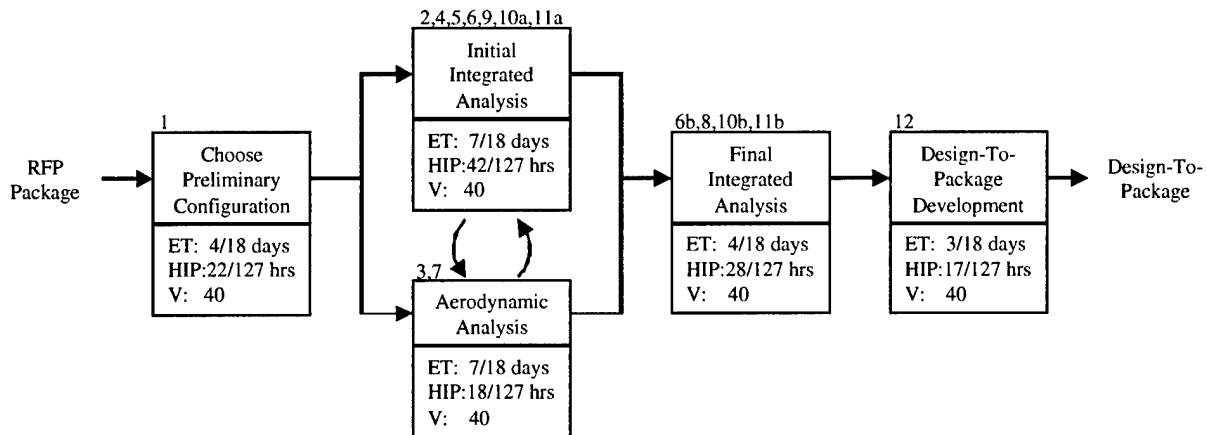 RFP
Package
1
Choose
Preliminary
Configuration
ET: 4/18 days
HIP:22/127 hrs
V: 40
2,4,5,6,9,10a,11a
Initial
Integrated
Analysis
ET: 7/18 days
HIP:42/127 hrs
V: 40
3,7
Aerodynamic
Analysis
ET: 7/18 days
HIP:18/127 hrs
V: 40
6b,8,10b,11b
Final
Integrated
Analysis
ET: 4/18 days
HIP:28/127 hrs
V: 40
12
Design-To-
Package
Development
ET: 3/18 days
HIP:17/127 hrs
V: 40
Design-To-
Package